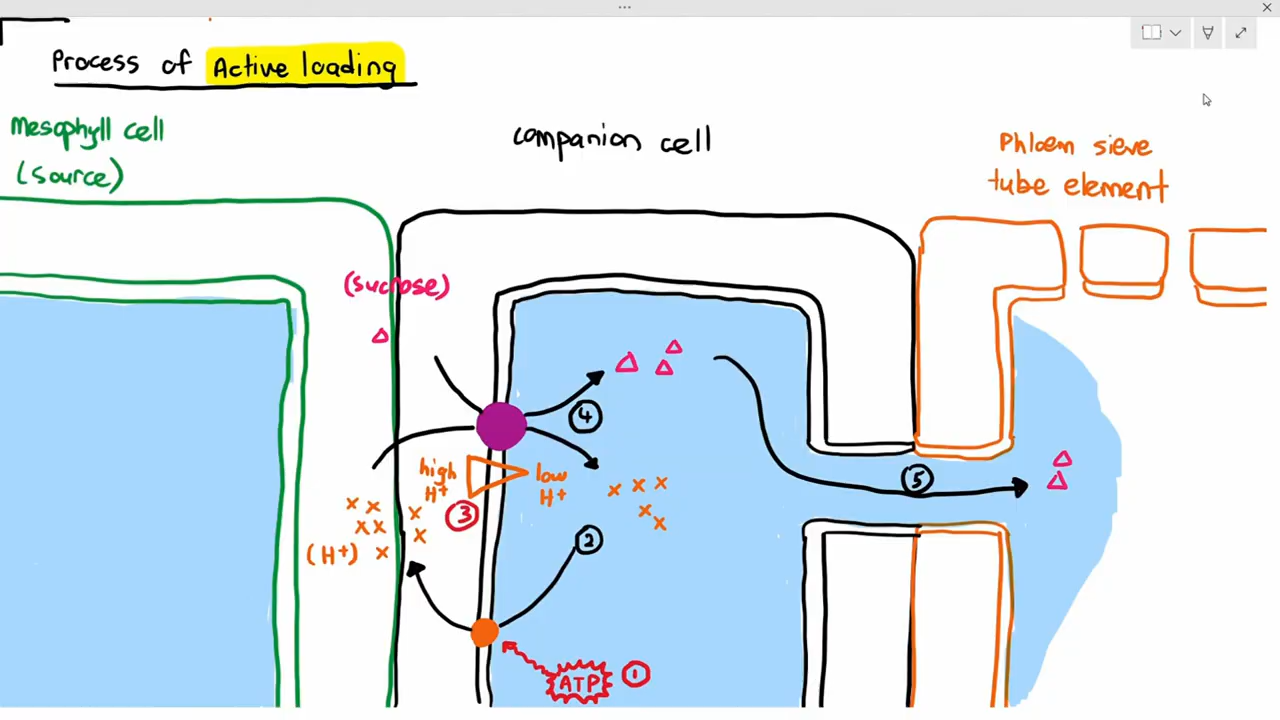 Process of Active loading
Mesophyll cell
(source)
companion cell
Phloem sieve
tube element
(sucrose)
4
high
H+
low
H+
3
5
(H+)
2
ATP
1